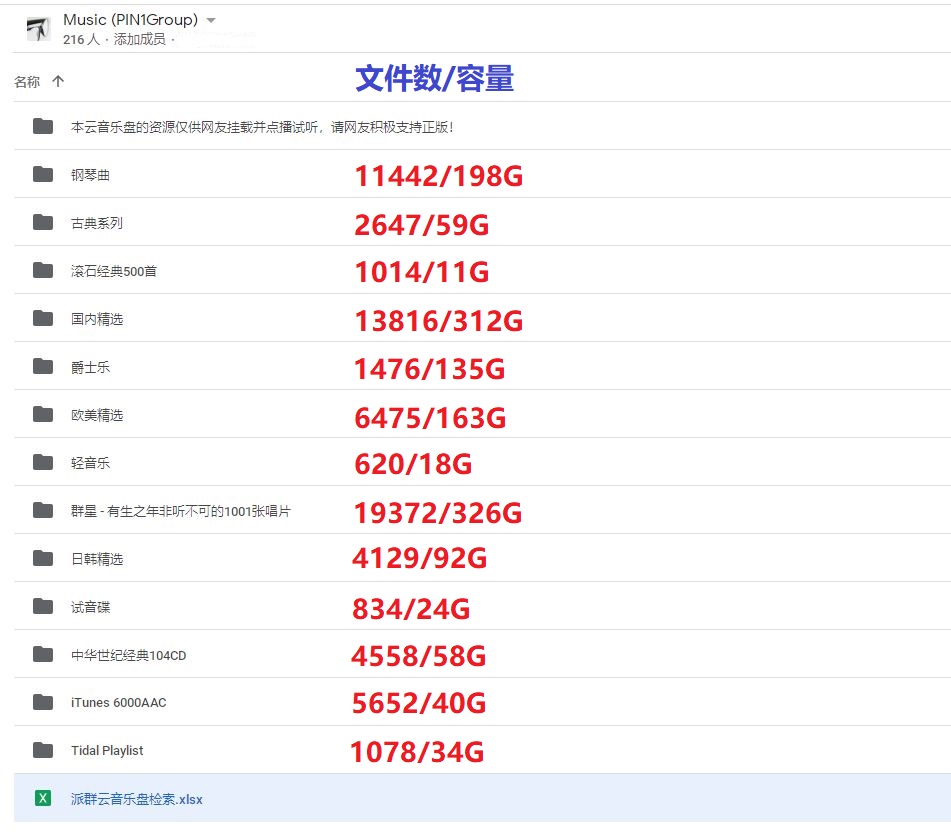 Music (PIN1Group)
216 人 · 添加成员 ·
名称 文件数/容量
本云音乐盘的资源仅供网友挂载并点播试听，请网友积极支持正版！
钢琴曲 11442/198G
古典系列 2647/59G
滚石经典500首 1014/11G
国内精选 13816/312G
爵士乐 1476/135G
欧美精选 6475/163G
轻音乐 620/18G
群星 - 有生之年非听不可的1001张唱片 19372/326G
日韩精选 4129/92G
试音碟 834/24G
中华世纪经典104CD 4558/58G
iTunes 6000AAC 5652/40G
Tidal Playlist 1078/34G
X 派群云音乐盘检索.xlsx